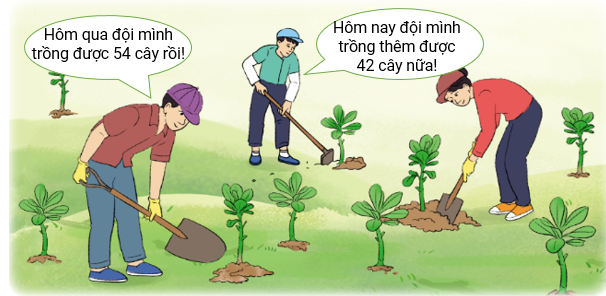 Hôm qua đội mình
trồng được 54 cây rồi!
Hôm nay đội mình
trồng thêm được
42 cây nữa!